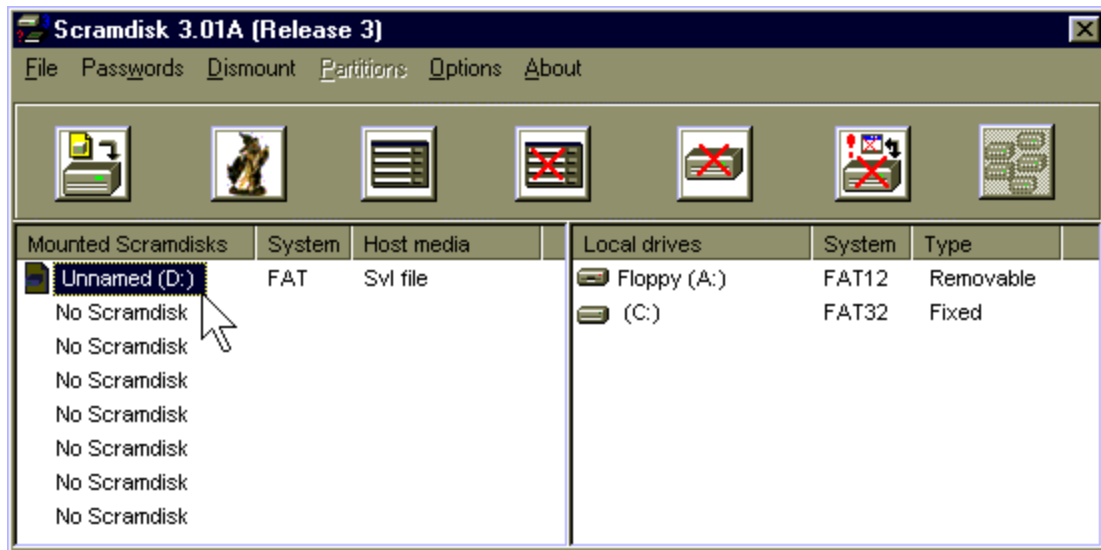 Scramdisk 3.01A (Release 3)
File Passwords Dismount Partitions Options About
Mounted Scramdisks System Host media
Unnamed (D:) FAT Svl file
No Scramdisk
No Scramdisk
No Scramdisk
No Scramdisk
No Scramdisk
No Scramdisk
No Scramdisk
Local drives System Type
Floppy (A:) FAT12 Removable
(C:) FAT32 Fixed